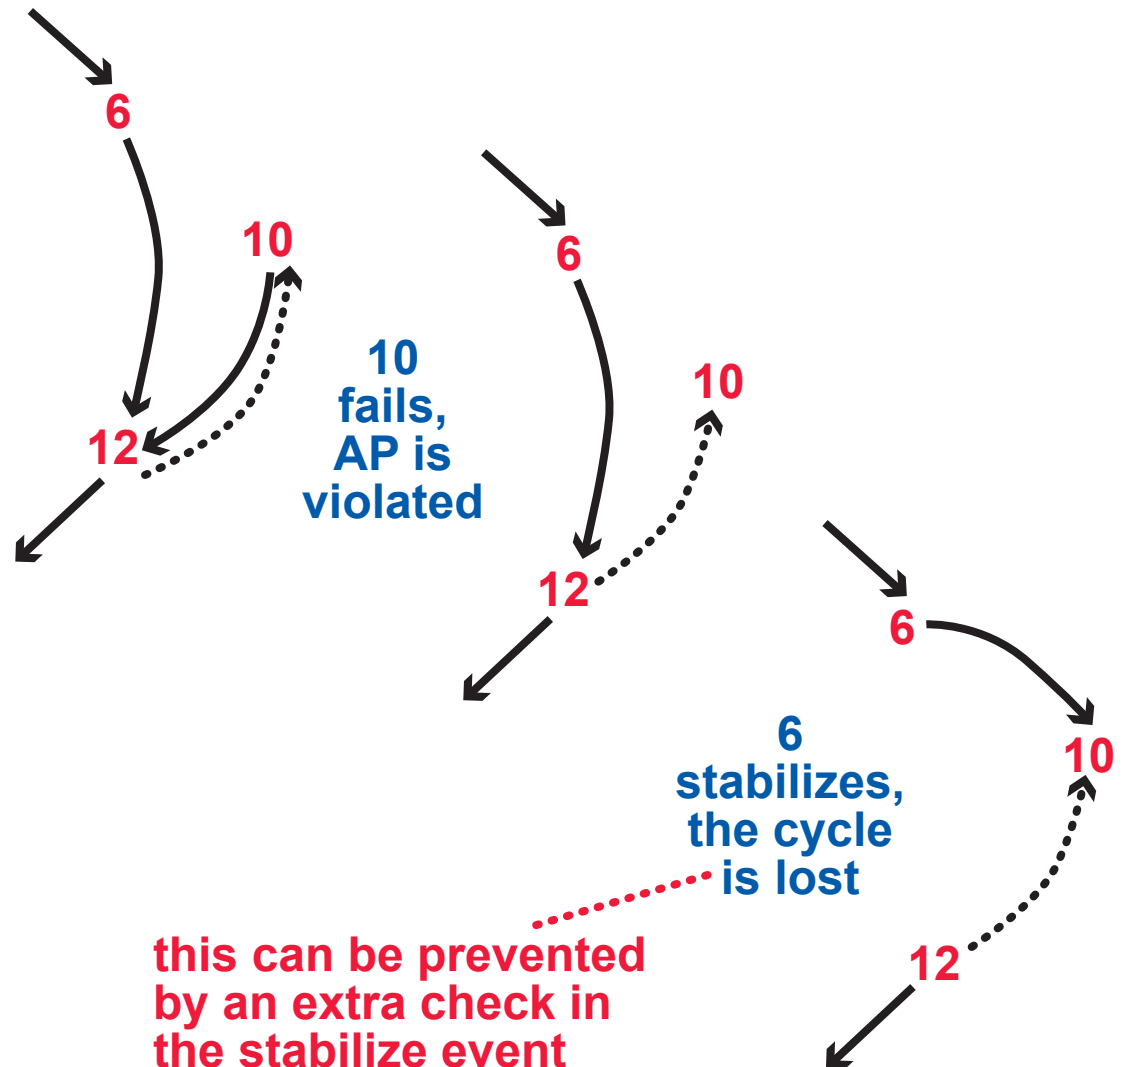 6
10
12
10
fails,
AP is
violated
6
10
12
6
10
12
6
stabilizes,
the cycle
is lost
this can be prevented
by an extra check in
the stabilize event